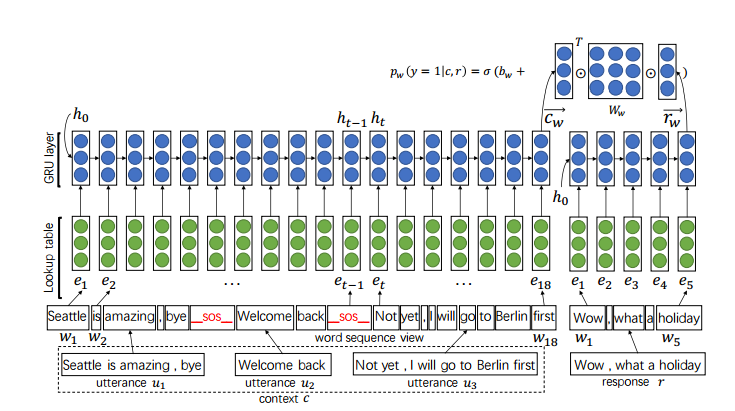 T
p_w(y = 1|c, r) = σ (b_w + ⊙ ⊙ )
W_w
h_0 h_{t−1} h_t c_w r_w
GRU layer
h_0
Lookup table
e_1 e_2 ... e_{t−1} e_t ... e_18 e_1 e_2 e_3 e_4 e_5
Seattle is amazing , bye __sos__ Welcome back __sos__ Not yet , I will go to Berlin first Wow , what a holiday
w_1 w_2 word sequence view w_18 w_1 w_5
Seattle is amazing , bye Welcome back Not yet , I will go to Berlin first Wow , what a holiday
utterance u_1 utterance u_2 utterance u_3 response r
context c